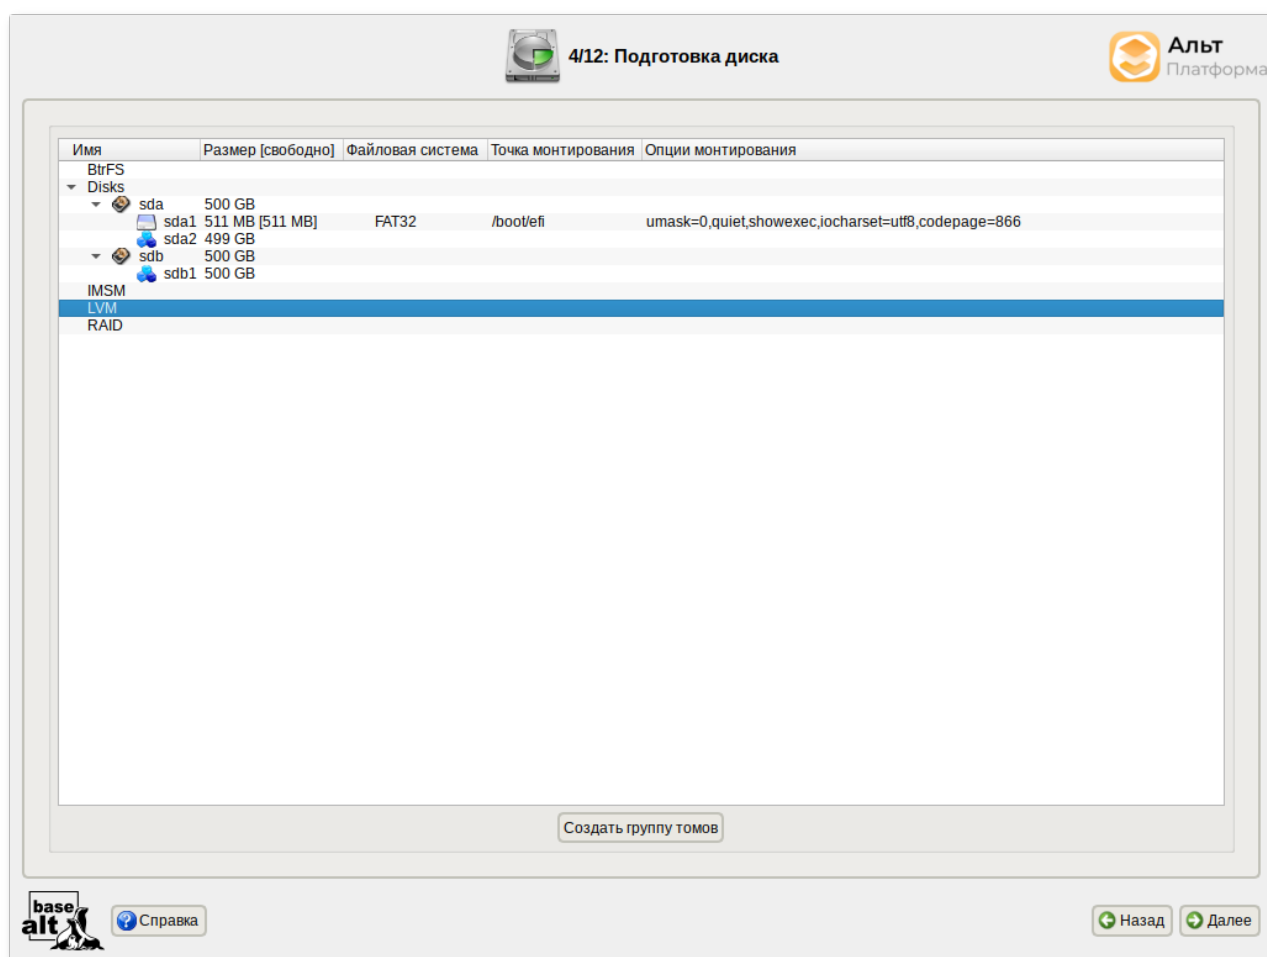 4/12: Подготовка диска
Альт
Платформа
Имя Размер [свободно] Файловая система Точка монтирования Опции монтирования
BtrFS
Disks
sda 500 GB
sda1 511 MB [511 MB] FAT32 /boot/efi umask=0,quiet,showexec,iocharset=utf8,codepage=866
sda2 499 GB
sdb 500 GB
sdb1 500 GB
IMSM
LVM
RAID
Создать группу томов
base
alt
Справка
Назад
Далее